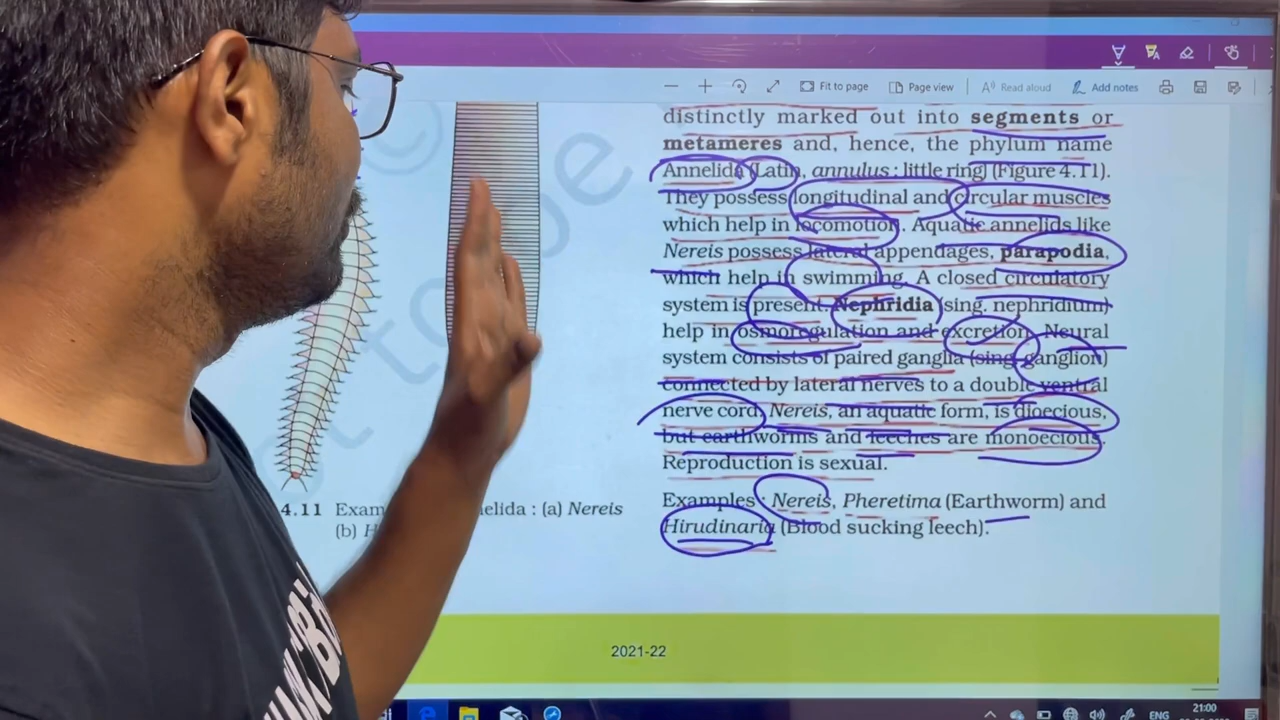 Fit to page
Page view
Read aloud
Add notes
distinctly marked out into segments or
metameres and, hence, the phylum name
Annelida (Latin, annulus : little ring) (Figure 4.11).
They possess longitudinal and circular muscles
which help in locomotion. Aquatic annelids like
Nereis possess lateral appendages, parapodia,
which help in swimming. A closed circulatory
system is present. Nephridia (sing. nephridium)
help in osmoregulation and excretion. Neural
system consists of paired ganglia (sing. ganglion)
connected by lateral nerves to a double ventral
nerve cord. Nereis, an aquatic form, is dioecious,
but earthworms and leeches are monoecious.
Reproduction is sexual.
Examples : Nereis, Pheretima (Earthworm) and
Hirudinaria (Blood sucking leech).
4.11 Exam elida : (a) Nereis
(b) H
2021-22
ENG
21:00